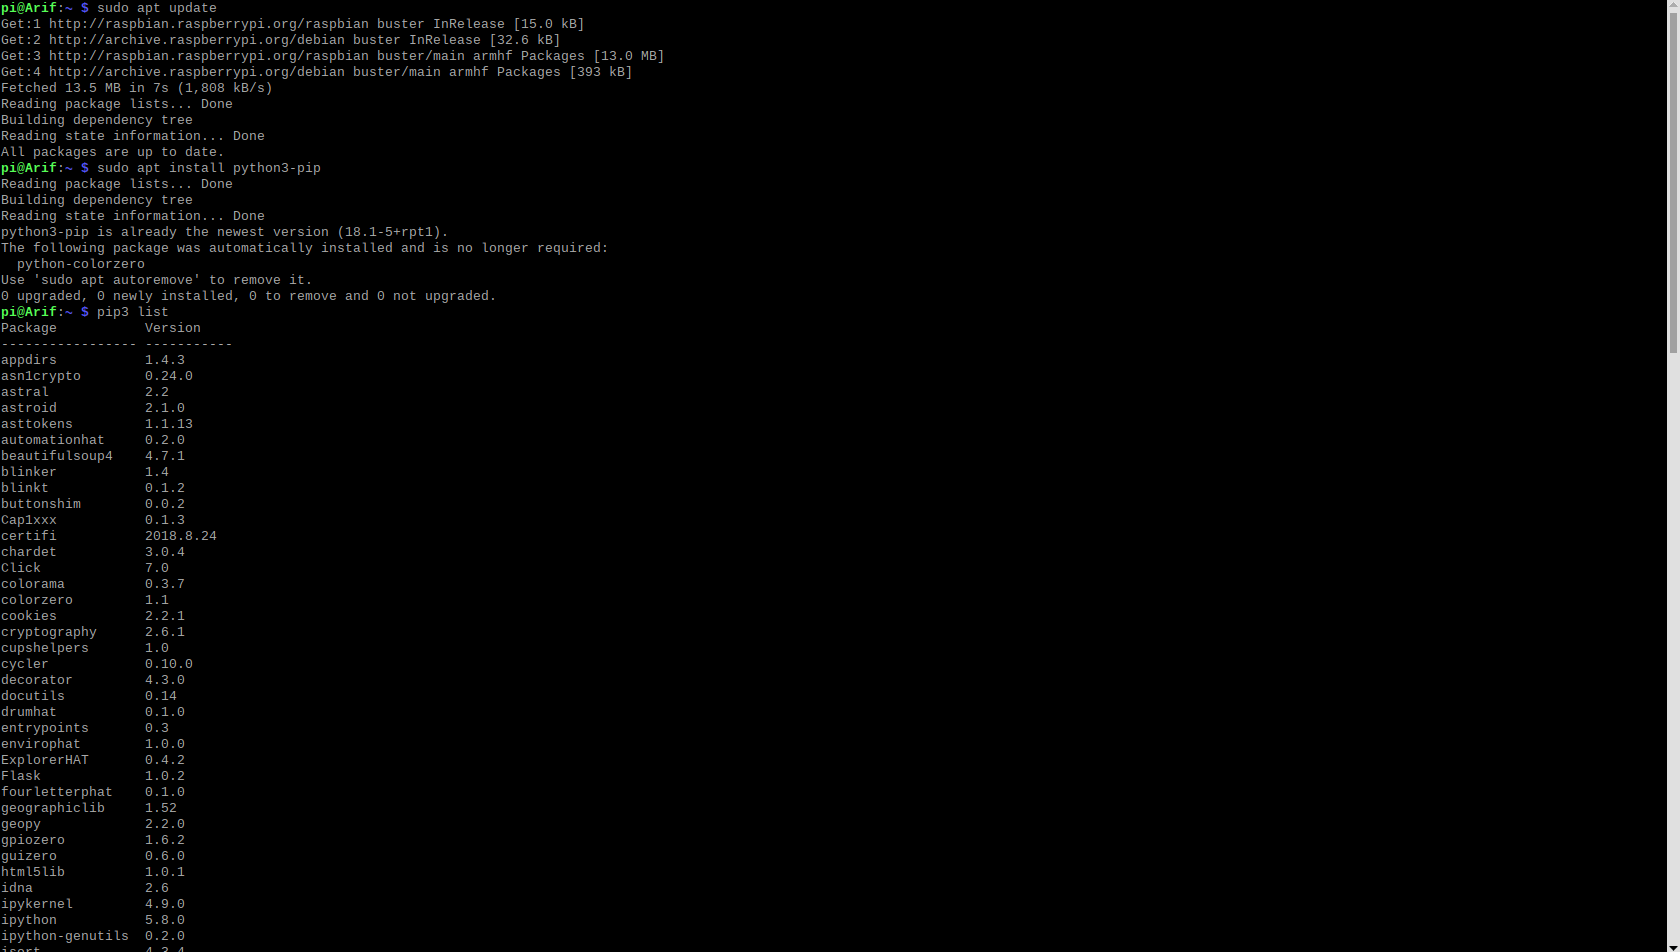 pi@Arif:~ $ sudo apt update
Get:1 http://raspbian.raspberrypi.org/raspbian buster InRelease [15.0 kB]
Get:2 http://archive.raspberrypi.org/debian buster InRelease [32.6 kB]
Get:3 http://raspbian.raspberrypi.org/raspbian buster/main armhf Packages [13.0 MB]
Get:4 http://archive.raspberrypi.org/debian buster/main armhf Packages [393 kB]
Fetched 13.5 MB in 7s (1,808 kB/s)
Reading package lists... Done
Building dependency tree
Reading state information... Done
All packages are up to date.
pi@Arif:~ $ sudo apt install python3-pip
Reading package lists... Done
Building dependency tree
Reading state information... Done
python3-pip is already the newest version (18.1-5+rpt1).
The following package was automatically installed and is no longer required:
  python-colorzero
Use 'sudo apt autoremove' to remove it.
0 upgraded, 0 newly installed, 0 to remove and 0 not upgraded.
pi@Arif:~ $ pip3 list
Package           Version
----------------- -----------
appdirs           1.4.3
asn1crypto        0.24.0
astral            2.2
astroid           2.1.0
asttokens         1.1.13
automationhat     0.2.0
beautifulsoup4    4.7.1
blinker           1.4
blinkt            0.1.2
buttonshim        0.0.2
Cap1xxx           0.1.3
certifi           2018.8.24
chardet           3.0.4
Click             7.0
colorama          0.3.7
colorzero         1.1
cookies           2.2.1
cryptography      2.6.1
cupshelpers       1.0
cycler            0.10.0
decorator         4.3.0
docutils          0.14
drumhat           0.1.0
entrypoints       0.3
envirophat        1.0.0
ExplorerHAT       0.4.2
Flask             1.0.2
fourletterphat    0.1.0
geographiclib     1.52
geopy             2.2.0
gpiozero          1.6.2
guizero           0.6.0
html5lib          1.0.1
idna              2.6
ipykernel         4.9.0
ipython           5.8.0
ipython-genutils  0.2.0
isort             4.3.4